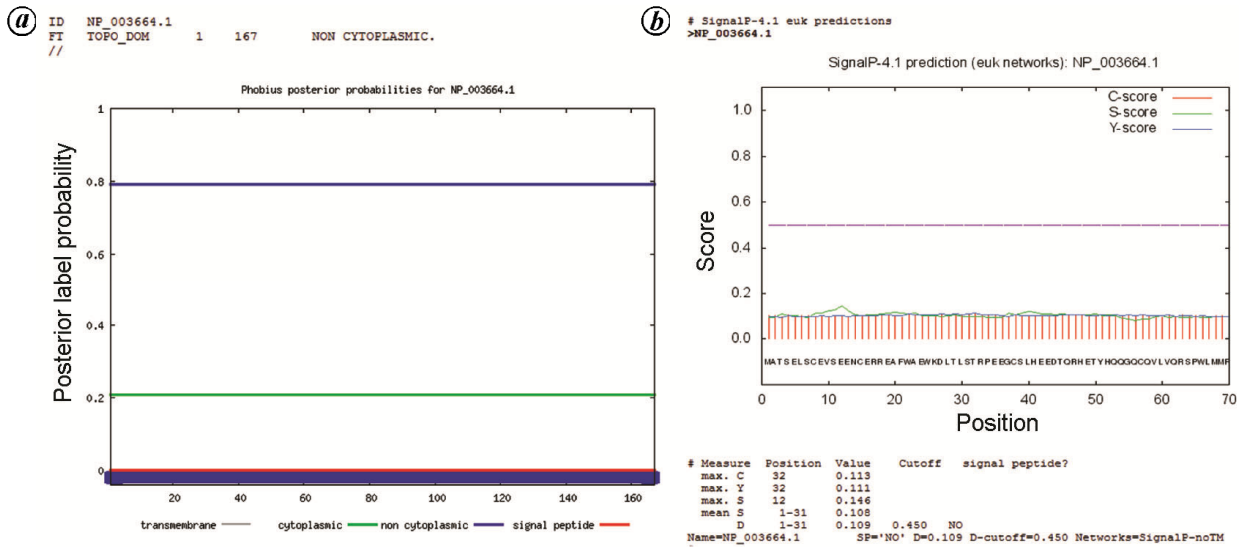 a
ID NP_003664.1
FT TOPO_DOM 1 167 NON CYTOPLASMIC.
//
Phobius posterior probabilities for NP_003664.1
Posterior label probability
1
0.8
0.6
0.4
0.2
0
20 40 60 80 100 120 140 160
transmembrane cytoplasmic non cytoplasmic signal peptide
b
# SignalP-4.1 euk predictions
>NP_003664.1
SignalP-4.1 prediction (euk networks): NP_003664.1
C-score
S-score
Y-score
Score
1.0
0.8
0.6
0.4
0.2
0.0
MATSELSCEVSEENCERREAFWAEWKDLTLSTRPEEGCSLHEEDTQRHETYHQQGQCQVLVQRSPWLMMR
0 10 20 30 40 50 60 70
Position
# Measure Position Value Cutoff signal peptide?
max. C 32 0.113
max. Y 32 0.111
max. S 12 0.146
mean S 1-31 0.108
D 1-31 0.109 0.450 NO
Name=NP_003664.1 SP='NO' D=0.109 D-cutoff=0.450 Networks=SignalP-noTM